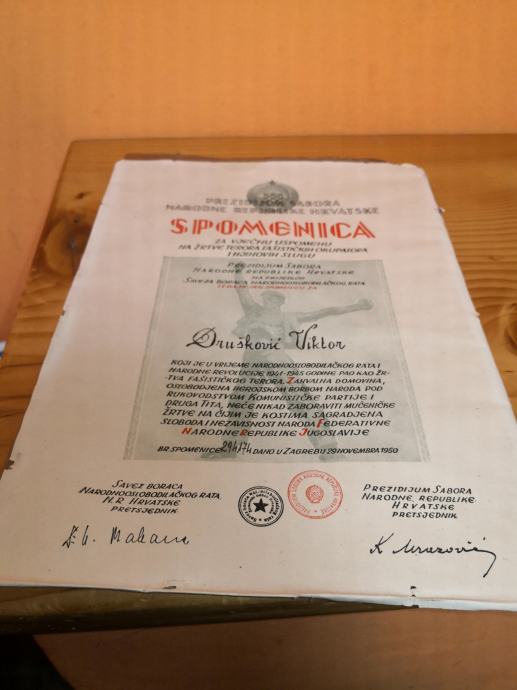 PREZIDIJUM SABORA
NARODNE REPUBLIKE HRVATSKE
SPOMENICA
ZA VJEČNU USPOMENU
NA ŽRTVE TERORA FAŠISTIČKIH OKUPATORA
I NJIHOVIH SLUGU
PREZIDIJUM SABORA
NARODNE REPUBLIKE HRVATSKE
NA PRIJEDLOG
SAVEZA BORACA NARODNOOSLOBODILAČKOG RATA
Drušković Viktor
KOJI JE U VRIJEME NARODNOOSLOBODILAČKOG RATA I
NARODNE REVOLUCIJE 1941-1945 GODINE PAO KAO ŽR-
TVA FAŠISTIČKOG TERORA. ZAHVALNA DOMOVINA,
OSLOBOĐENA HEROJSKOM BORBOM NARODA POD
RUKOVODSTVOM KOMUNISTIČKE PARTIJE I
DRUGA TITA, NEĆE NIKAD ZABORAVITI MUČENIČKE
ŽRTVE NA ČIJIM JE KOSTIMA SAGRAĐENA
SLOBODA I NEZAVISNOST NARODA FEDERATIVNE
NARODNE REPUBLIKE JUGOSLAVIJE
BR. SPOMENICE DANO U ZAGREBU 29 NOVEMBRA 1950
SAVEZ BORACA
NARODNOOSLOBODILAČKOG RATA
N.R. HRVATSKE
PRETSJEDNIK
PREZIDIJUM SABORA
NARODNE REPUBLIKE
HRVATSKE
PRETSJEDNIK